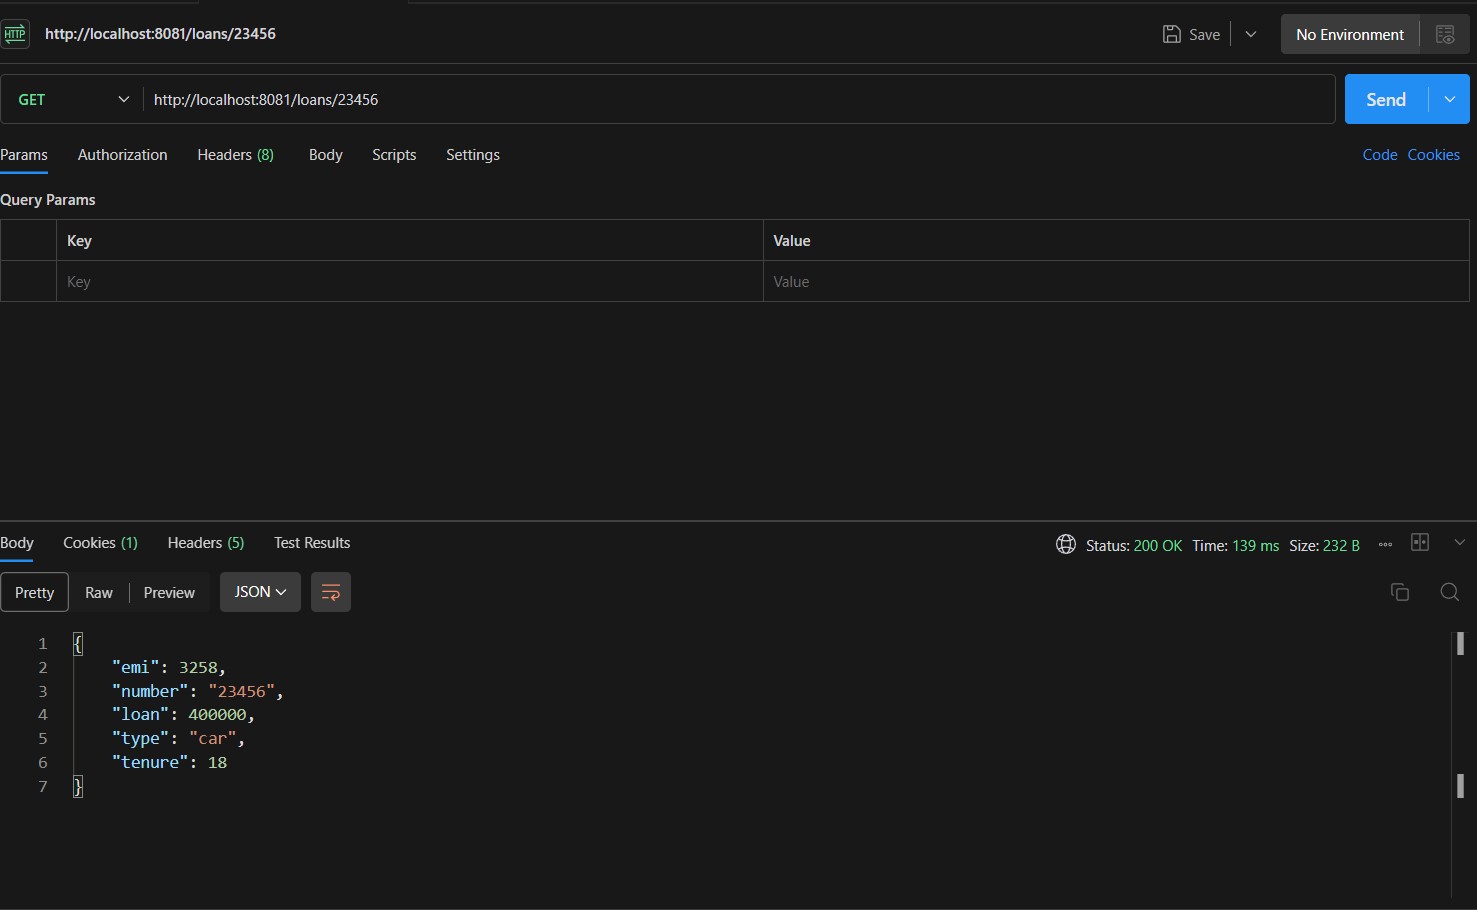 HTTP http://localhost:8081/loans/23456 Save No Environment
GET http://localhost:8081/loans/23456 Send
Params Authorization Headers (8) Body Scripts Settings Code Cookies
Query Params
Key Value
Key Value
Body Cookies (1) Headers (5) Test Results Status: 200 OK Time: 139 ms Size: 232 B
Pretty Raw Preview JSON
1 {
2 "emi": 3258,
3 "number": "23456",
4 "loan": 400000,
5 "type": "car",
6 "tenure": 18
7 }